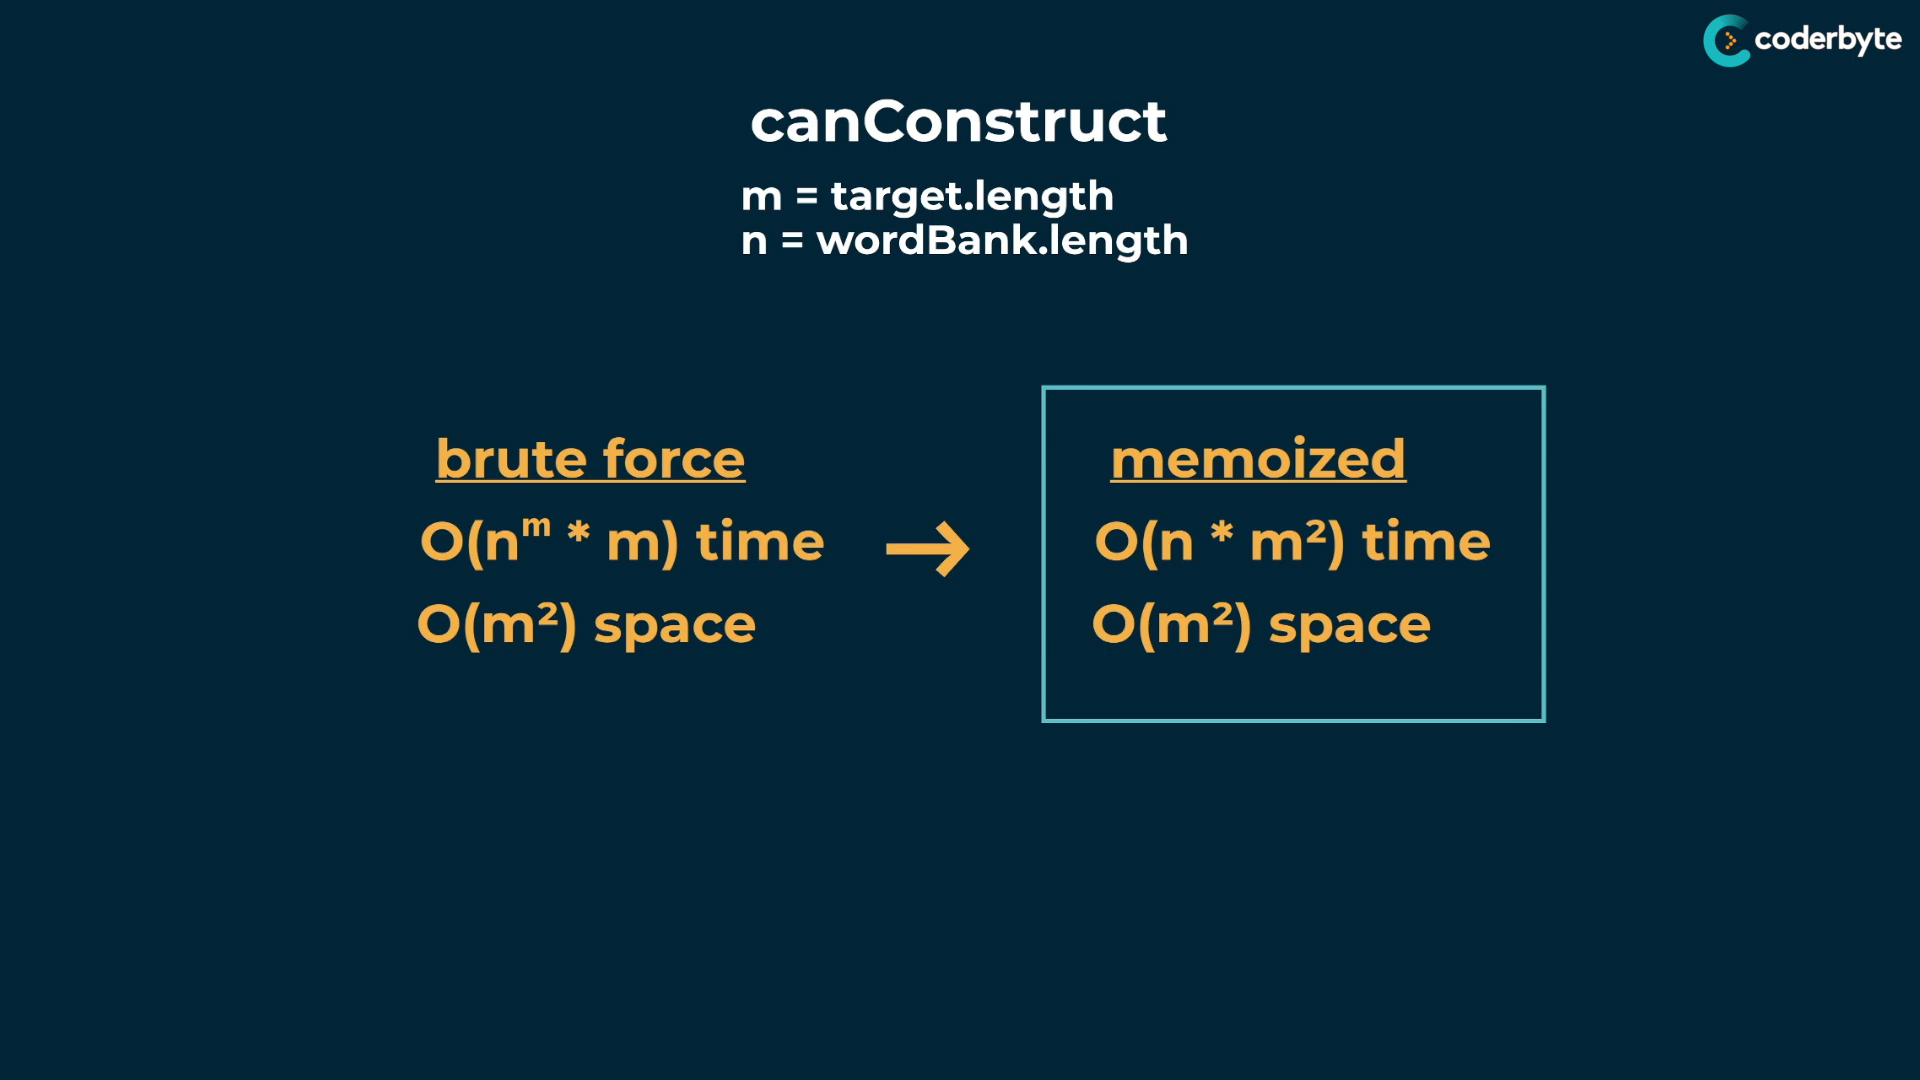 coderbyte
canConstruct
m = target.length
n = wordBank.length
brute force
O(nᵐ * m) time
O(m²) space
→
memoized
O(n * m²) time
O(m²) space